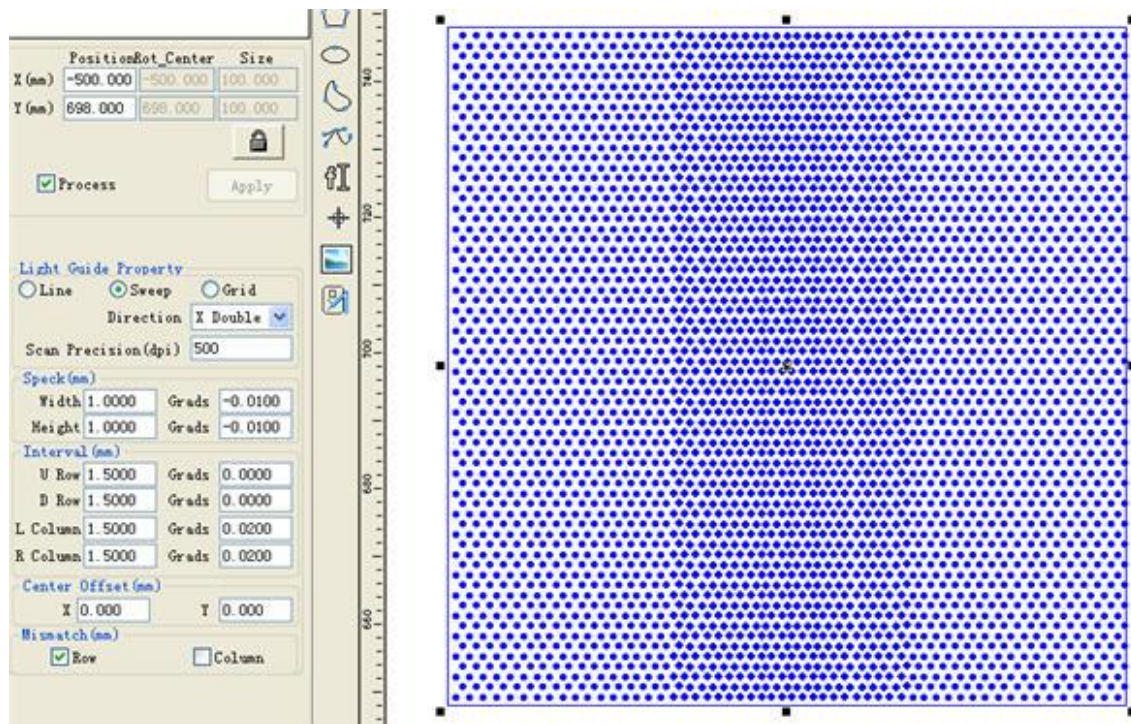 Position Rot_Center Size
X(mm) -500.000 -500.000 100.000
Y(mm) 698.000 698.000 100.000
Process Apply
Light Guide Property
Line Sweep Grid
Direction X Double
Scan Precision(dpi) 500
Speck(mm)
Width 1.0000 Grads -0.0100
Height 1.0000 Grads -0.0100
Interval(mm)
U Row 1.5000 Grads 0.0000
D Row 1.5000 Grads 0.0000
L Column 1.5000 Grads 0.0200
R Column 1.5000 Grads 0.0200
Center Offset(mm)
X 0.000 Y 0.000
Mismatch(mm)
Row Column
740
720
700
680
660